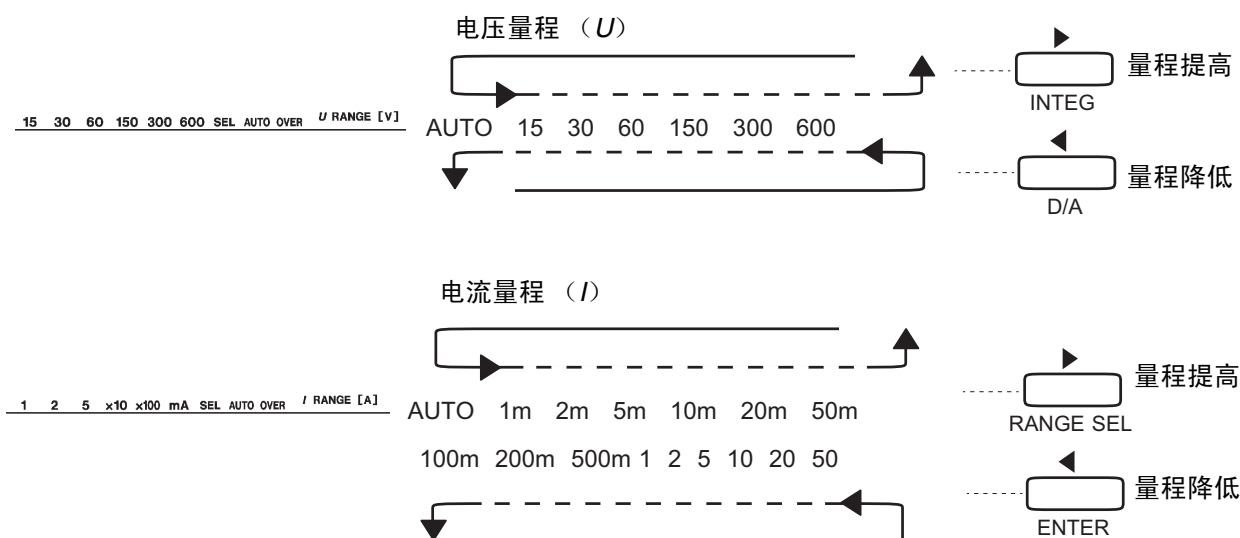 电压量程 （U）
量程提高
INTEG
15 30 60 150 300 600 SEL AUTO OVER U RANGE [V]
AUTO 15 30 60 150 300 600
量程降低
D/A
电流量程 （I）
量程提高
RANGE SEL
1 2 5 x10 x100 mA SEL AUTO OVER I RANGE [A]
AUTO 1m 2m 5m 10m 20m 50m
100m 200m 500m 1 2 5 10 20 50
量程降低
ENTER